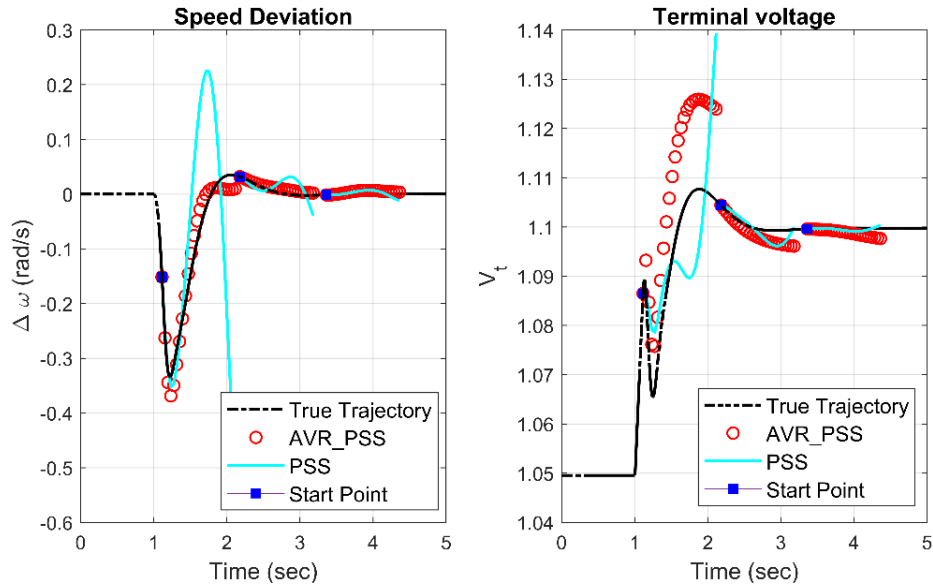 Speed Deviation
0.3
0.2
0.1
0
-0.1
-0.2
-0.3
-0.4
-0.5
-0.6
Δ ω (rad/s)
True Trajectory
AVR_PSS
PSS
Start Point
0 1 2 3 4 5
Time (sec)
Terminal voltage
1.14
1.13
1.12
1.11
1.1
1.09
1.08
1.07
1.06
1.05
1.04
V_t
True Trajectory
AVR_PSS
PSS
Start Point
0 1 2 3 4 5
Time (sec)